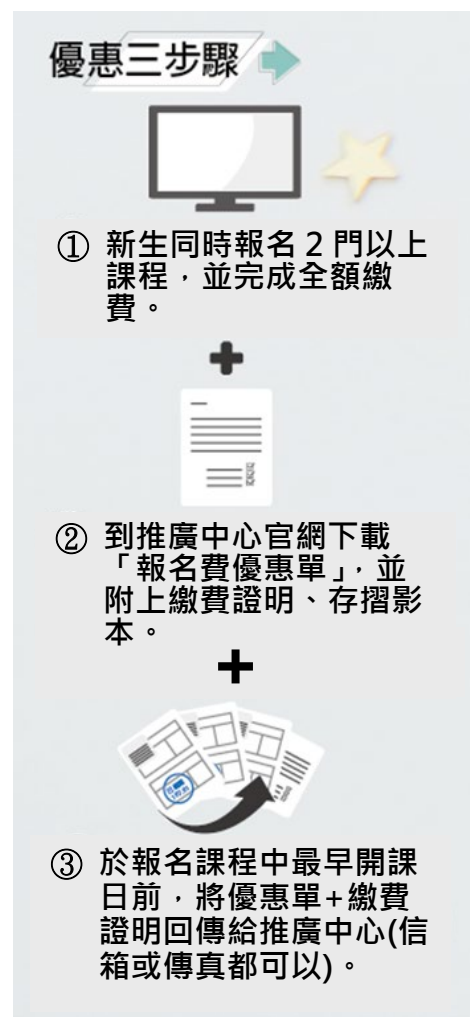 優惠三步驟
① 新生同時報名2門以上
課程，並完成全額繳
費。
② 到推廣中心官網下載
「報名費優惠單」，並
附上繳費證明、存摺影
本。
③ 於報名課程中最早開課
日前，將優惠單+繳費
證明回傳給推廣中心(信
箱或傳真都可以)。